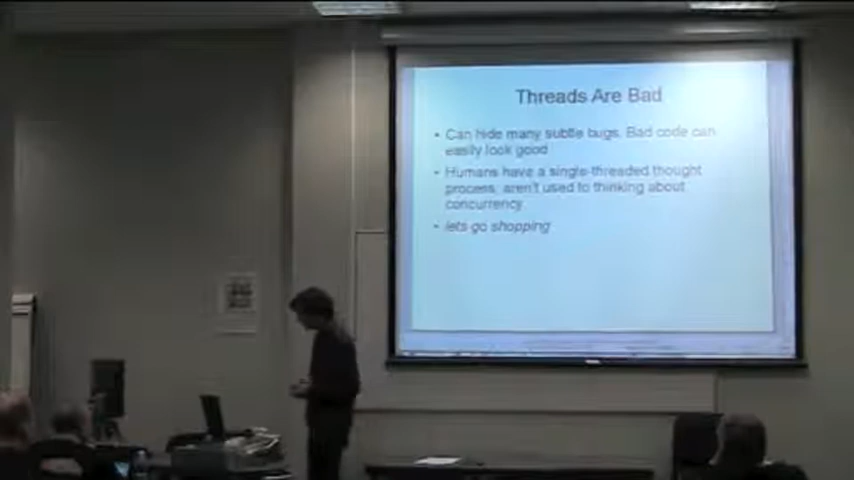 Threads Are Bad
• Can hide many subtle bugs. Bad code can
easily look good
• Humans have a single-threaded thought
process, aren't used to thinking about
concurrency
• lets go shopping